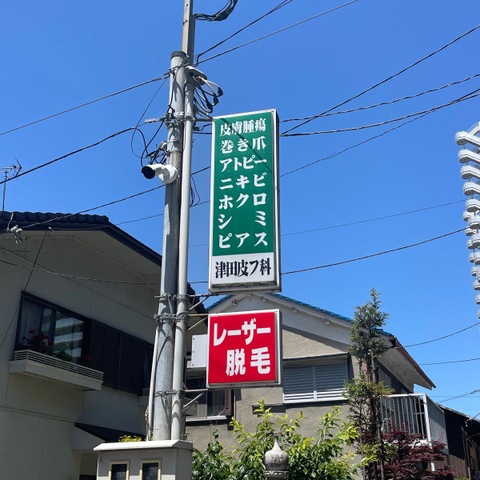 皮膚腫瘍
巻き爪
アトピー
ニキビ
ホクロ
シミ
ピアス
津田皮フ科
レーザー
脱毛